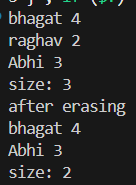 bhagat 4
raghav 2
Abhi 3
size: 3
after erasing
bhagat 4
Abhi 3
size: 2